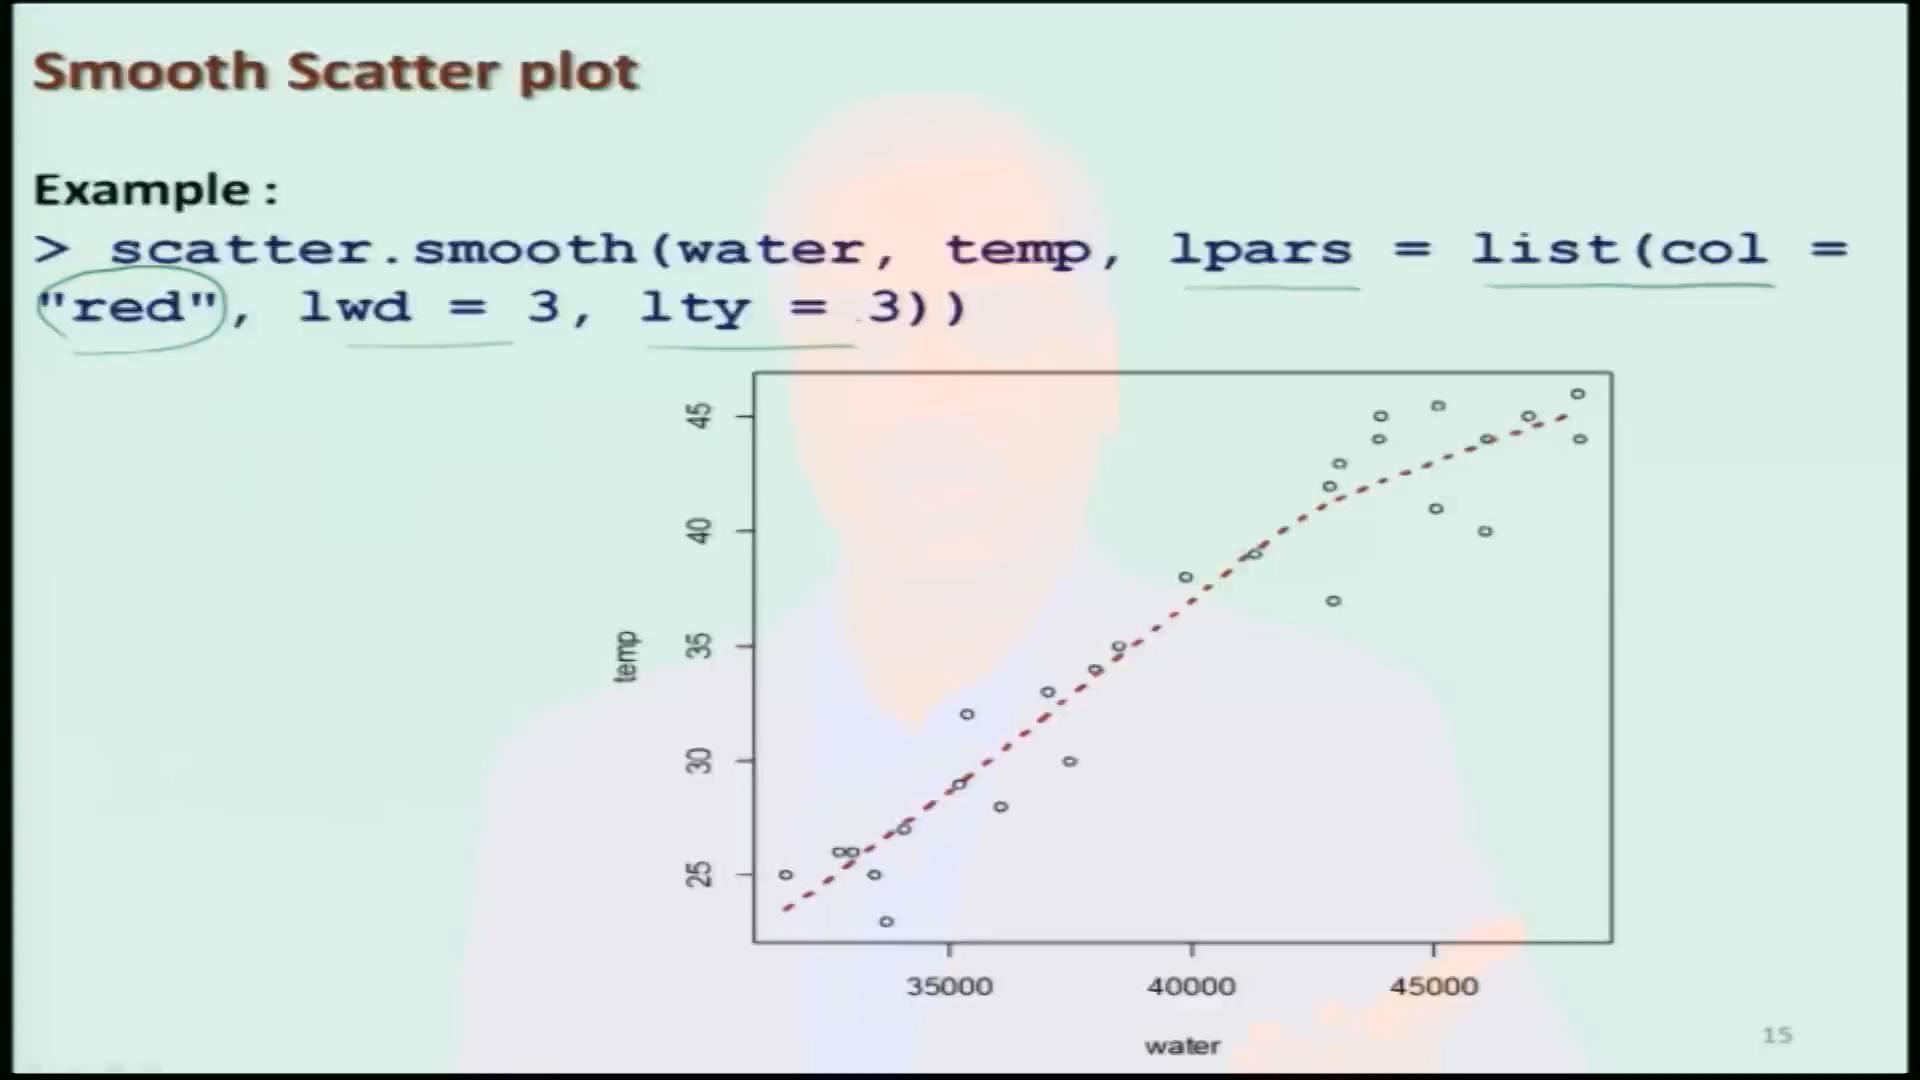 Smooth Scatter plot
Example :
> scatter.smooth(water, temp, lpars = list(col =
"red", lwd = 3, lty = 3))
45
40
35
30
25
temp
35000 40000 45000
water
15